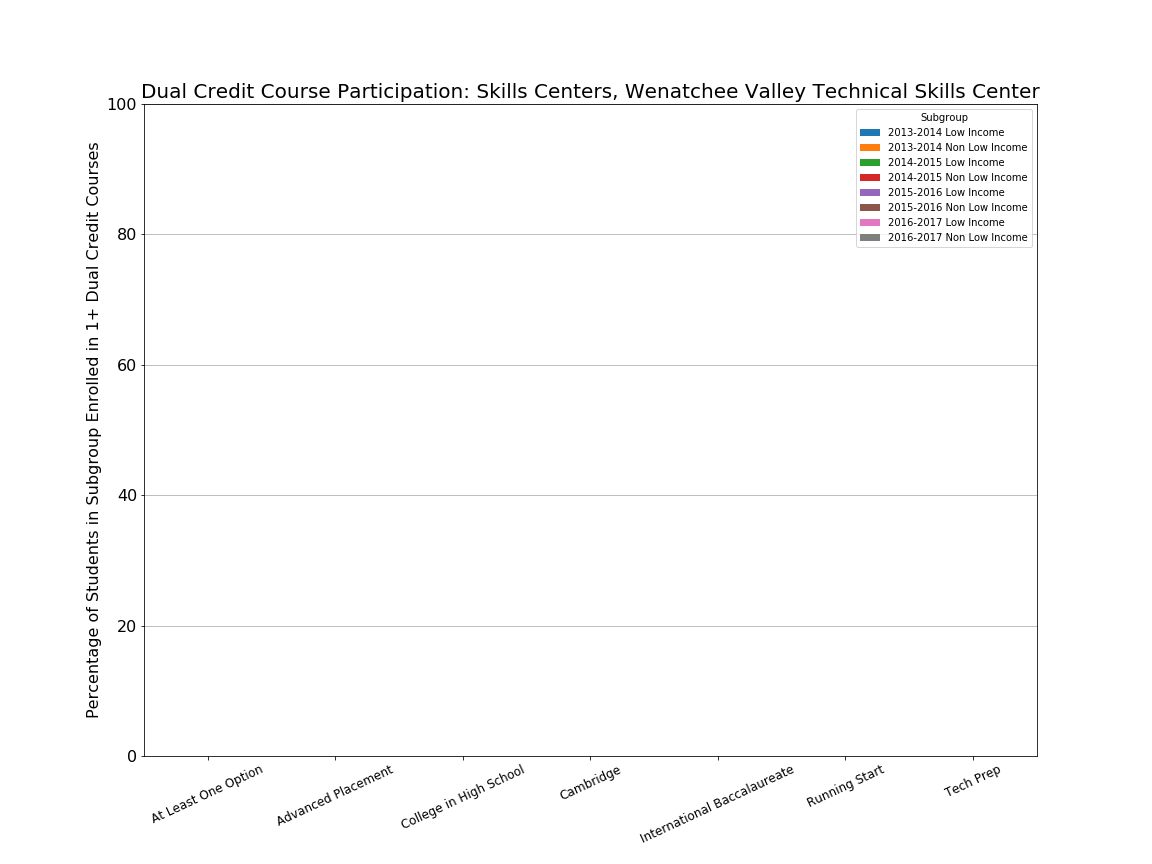 Dual Credit Course Participation: Skills Centers, Wenatchee Valley Technical Skills Center
Percentage of Students in Subgroup Enrolled in 1+ Dual Credit Courses
100
80
60
40
20
0
Subgroup
2013-2014 Low Income
2013-2014 Non Low Income
2014-2015 Low Income
2014-2015 Non Low Income
2015-2016 Low Income
2015-2016 Non Low Income
2016-2017 Low Income
2016-2017 Non Low Income
At Least One Option
Advanced Placement
College in High School
Cambridge
International Baccalaureate
Running Start
Tech Prep